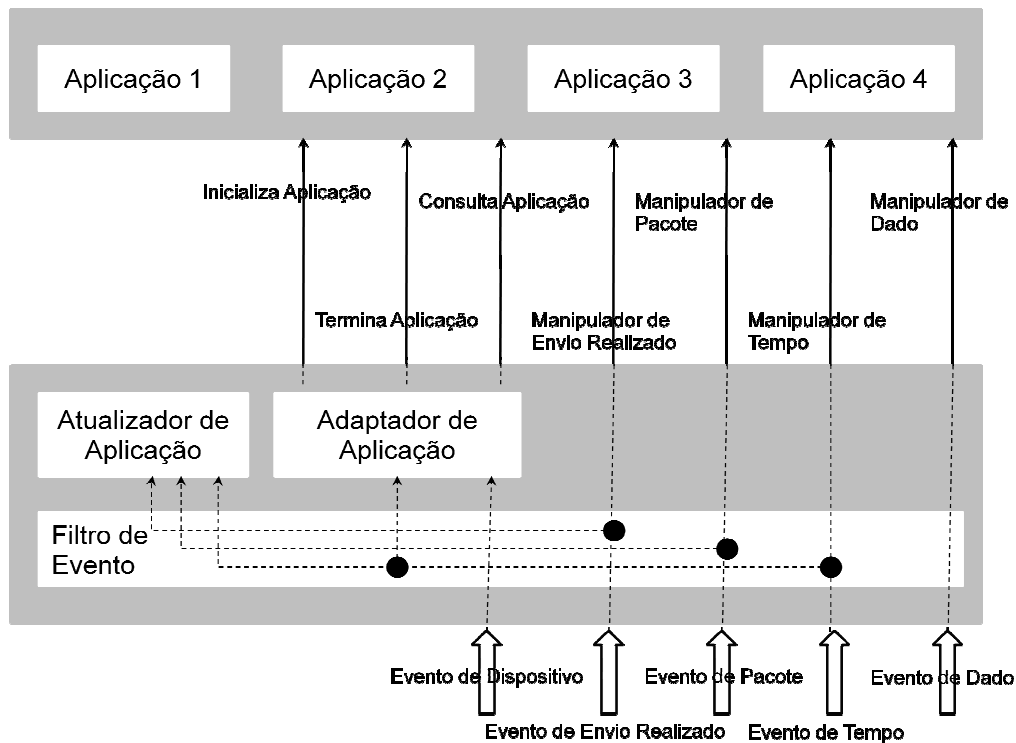 Aplicação 1
Aplicação 2
Aplicação 3
Aplicação 4
Inicializa Aplicação
Consulta Aplicação
Manipulador de
Pacote
Manipulador de
Dado
Termina Aplicação
Manipulador de
Envio Realizado
Manipulador de
Tempo
Atualizador de
Aplicação
Adaptador de
Aplicação
Filtro de
Evento
Evento de Dispositivo
Evento de Pacote
Evento de Dado
Evento de Envio Realizado
Evento de Tempo